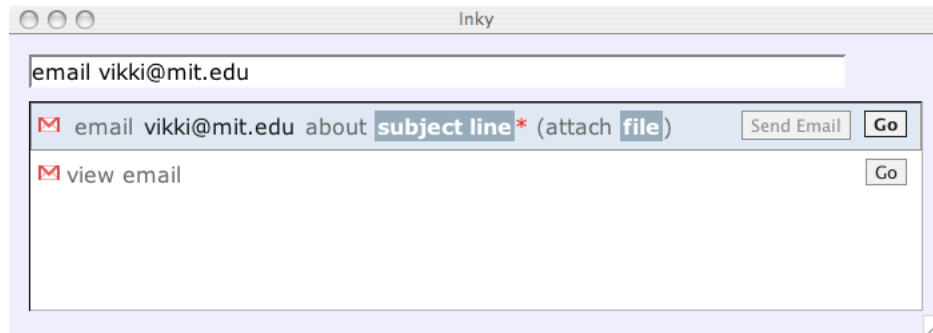 Inky
email vikki@mit.edu
email vikki@mit.edu about subject line* (attach file) Send Email Go
view email Go